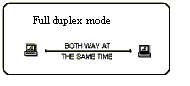 Full duplex mode
BOTH WAY AT
THE SAME TIME